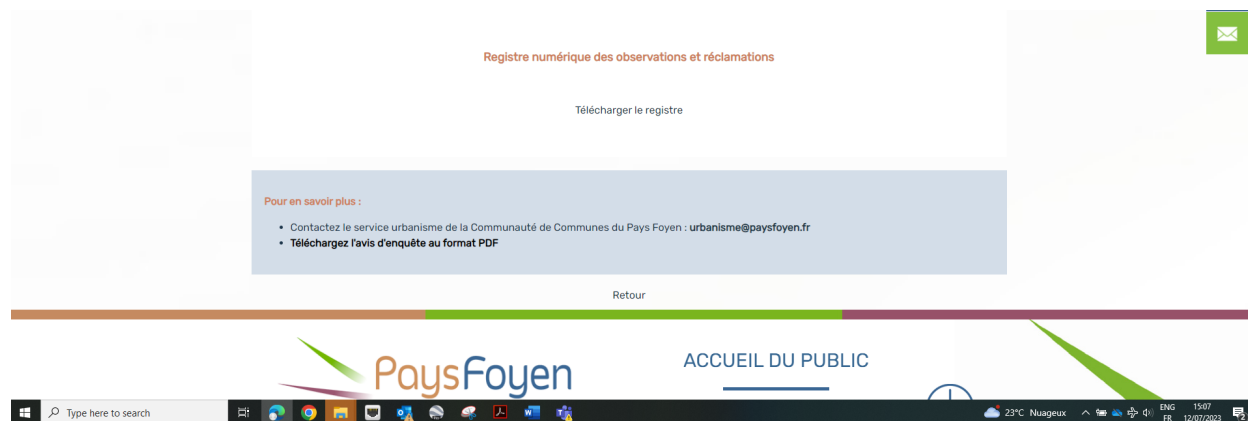 Registre numérique des observations et réclamations
Télécharger le registre
Pour en savoir plus :
• Contactez le service urbanisme de la Communauté de Communes du Pays Foyen : urbanisme@paysfoyen.fr
• Téléchargez l'avis d'enquête au format PDF
Retour
PaysFoyen
ACCUEIL DU PUBLIC
Type here to search
23°C Nuageux
ENG
FR
15:07
12/07/2023
2